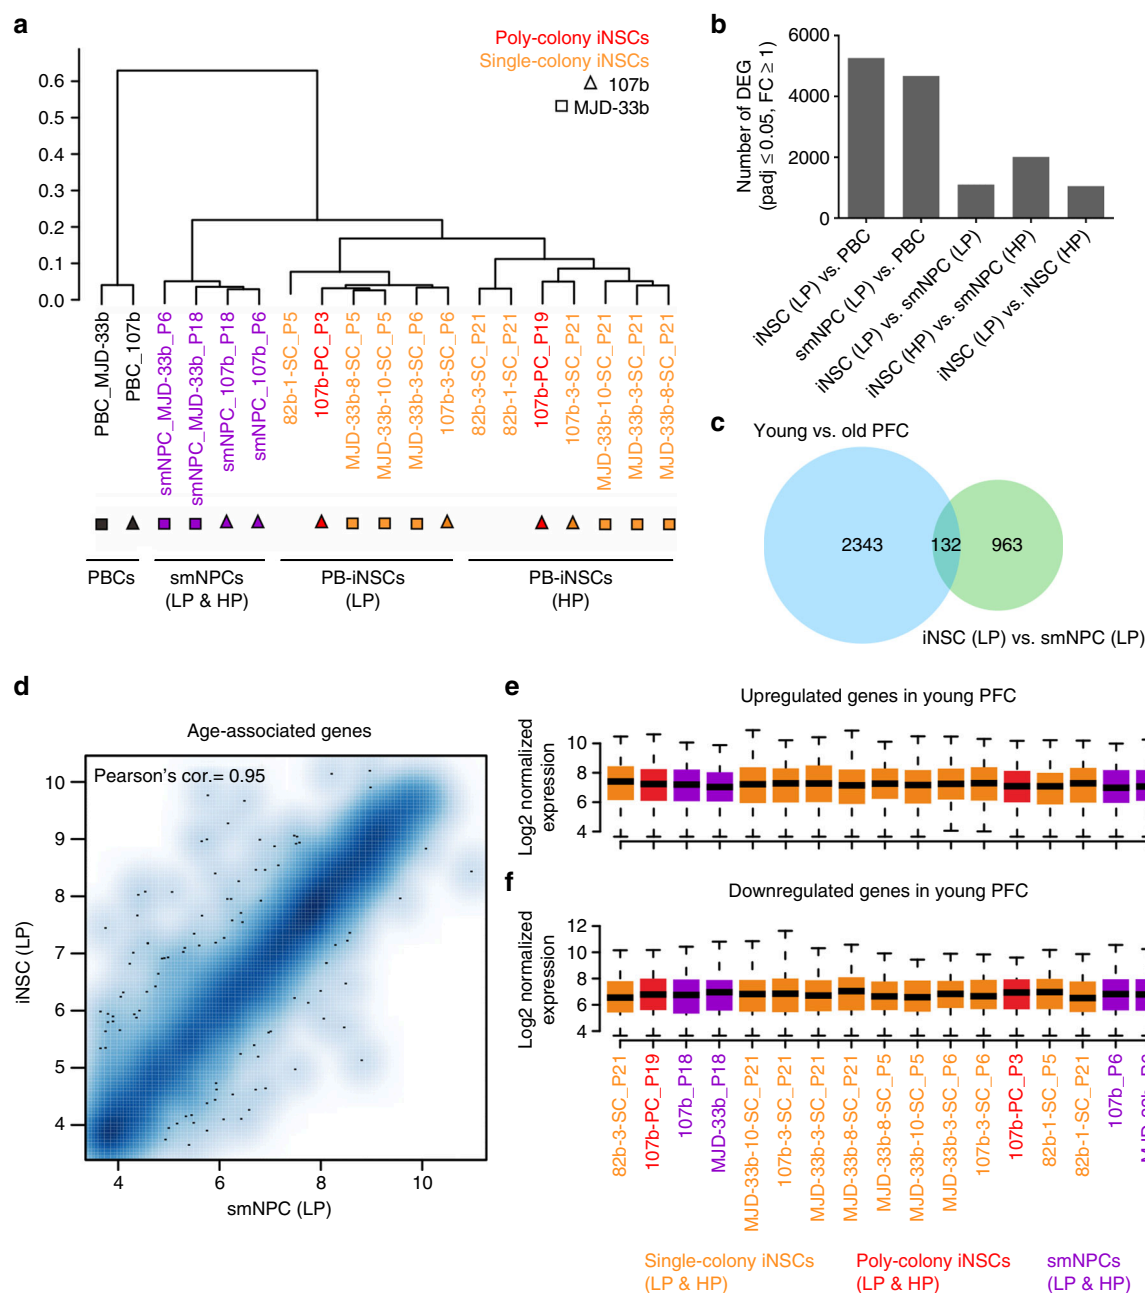 a
Poly-colony iNSCs
Single-colony iNSCs
107b
MJD-33b
0.6
0.5
0.4
0.3
0.2
0.1
0.0
PBC_MJD-33b
PBC_107b
smNPC_MJD-33b_P6
smNPC_MJD-33b_P18
smNPC_107b_P18
smNPC_107b_P6
82b-1-SC_P5
107b-PC_P3
MJD-33b-8-SC_P5
MJD-33b-10-SC_P5
MJD-33b-3-SC_P6
107b-3-SC_P6
82b-3-SC_P21
82b-1-SC_P21
107b-PC_P19
107b-3-SC_P21
MJD-33b-10-SC_P21
MJD-33b-3-SC_P21
MJD-33b-8-SC_P21
PBCs
smNPCs
(LP & HP)
PB-iNSCs
(LP)
PB-iNSCs
(HP)
b
Number of DEG
(padj ≤ 0.05, FC ≥ 1)
6000
4000
2000
0
iNSC (LP) vs. PBC
smNPC (LP) vs. PBC
iNSC (LP) vs. smNPC (LP)
iNSC (HP) vs. smNPC (HP)
iNSC (LP) vs. iNSC (HP)
c
Young vs. old PFC
2343
132
963
iNSC (LP) vs. smNPC (LP)
d
Age-associated genes
Pearson's cor.= 0.95
iNSC (LP)
10
9
8
7
6
5
4
4
6
8
10
smNPC (LP)
e
Upregulated genes in young PFC
Log2 normalized
expression
10
8
6
4
f
Downregulated genes in young PFC
Log2 normalized
expression
12
10
8
6
4
82b-3-SC_P21
107b-PC_P19
107b_P18
MJD-33b_P18
MJD-33b-10-SC_P21
107b-3-SC_P21
MJD-33b-3-SC_P21
MJD-33b-8-SC_P21
MJD-33b-8-SC_P5
MJD-33b-10-SC_P5
MJD-33b-3-SC_P6
107b-3-SC_P6
107b-PC_P3
82b-1-SC_P5
82b-1-SC_P21
107b_P6
Single-colony iNSCs
(LP & HP)
Poly-colony iNSCs
(LP & HP)
smNPCs
(LP & HP)